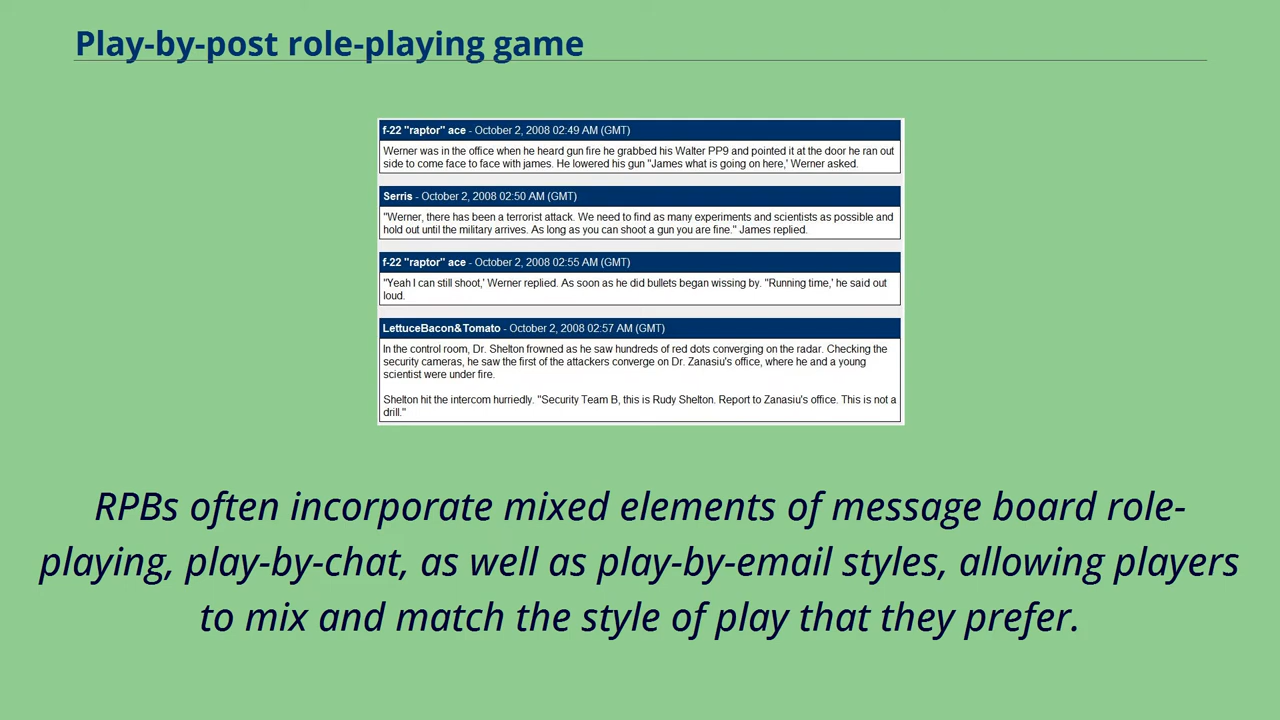 Play-by-post role-playing game
f-22 "raptor" ace - October 2, 2008 02:49 AM (GMT)
Werner was in the office when he heard gun fire he grabbed his Walter PP9 and pointed it at the door he ran out
side to come face to face with james. He lowered his gun "James what is going on here,' Werner asked.
Serris - October 2, 2008 02:50 AM (GMT)
"Werner, there has been a terrorist attack. We need to find as many experiments and scientists as possible and
hold out until the military arrives. As long as you can shoot a gun you are fine." James replied.
f-22 "raptor" ace - October 2, 2008 02:55 AM (GMT)
"Yeah I can still shoot,' Werner replied. As soon as he did bullets began wissing by. "Running time,' he said out
loud.
LettuceBacon&Tomato - October 2, 2008 02:57 AM (GMT)
In the control room, Dr. Shelton frowned as he saw hundreds of red dots converging on the radar. Checking the
security cameras, he saw the first of the attackers converge on Dr. Zanasiu's office, where he and a young
scientist were under fire.
Shelton hit the intercom hurriedly. "Security Team B, this is Rudy Shelton. Report to Zanasiu's office. This is not a
drill."
RPBs often incorporate mixed elements of message board role-
playing, play-by-chat, as well as play-by-email styles, allowing players
to mix and match the style of play that they prefer.